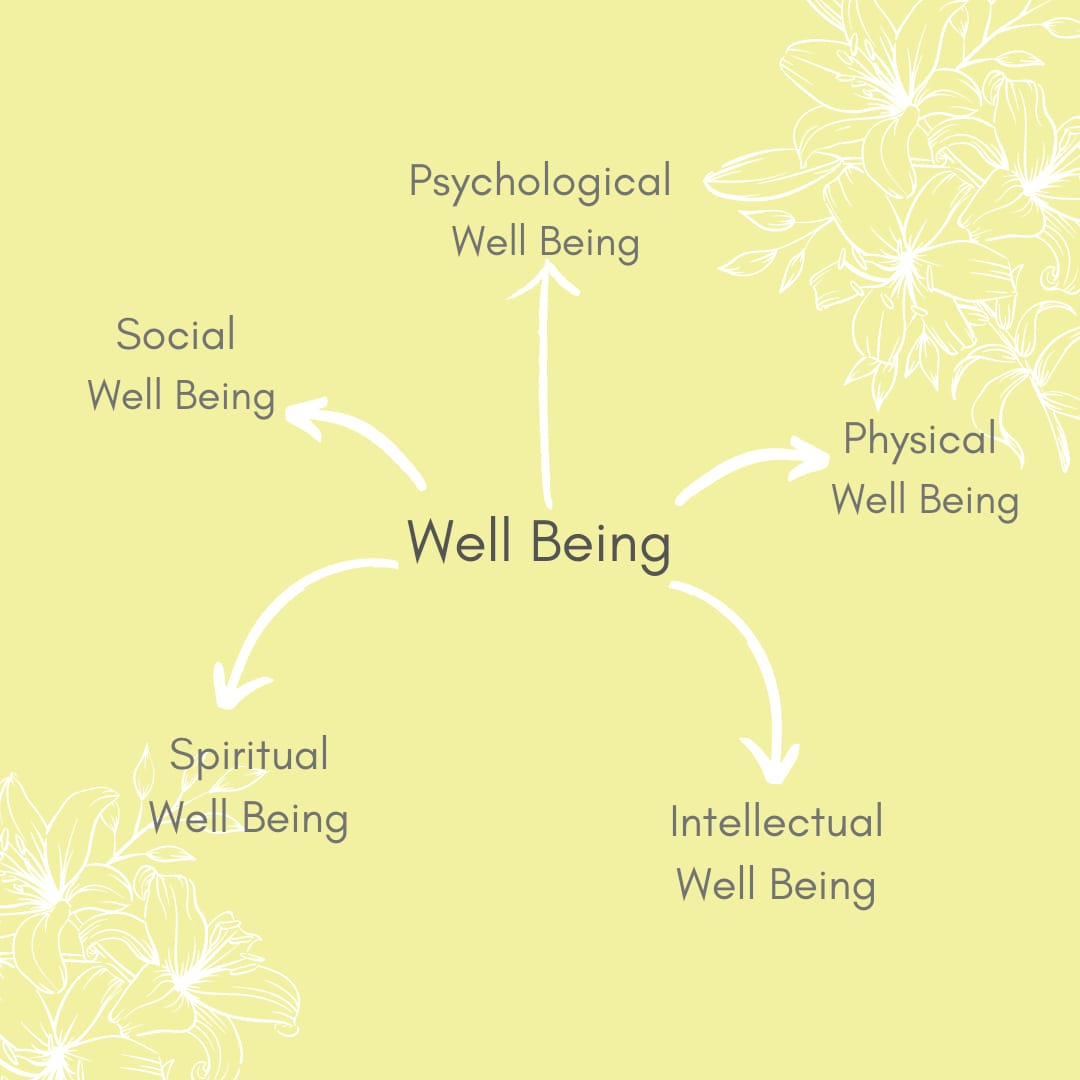 Psychological
Well Being
Social
Well Being
Physical
Well Being
Well Being
Spiritual
Well Being
Intellectual
Well Being